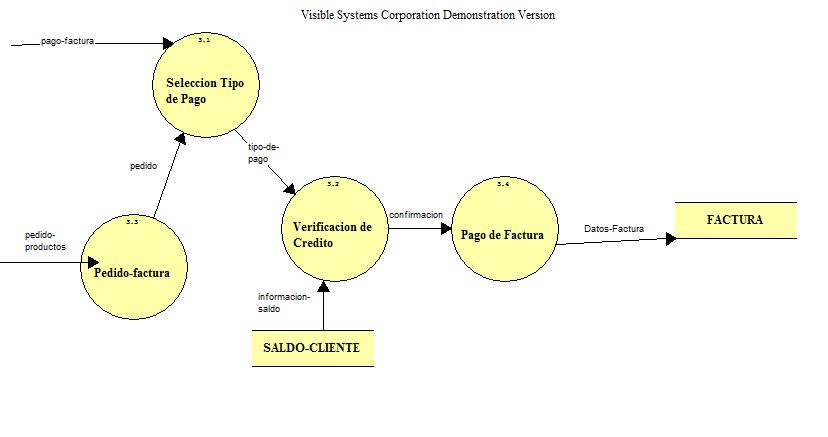 Visible Systems Corporation Demonstration Version
pago-factura
3.1
Seleccion Tipo
de Pago
pedido
tipo-de-
pago
3.2
Verificacion de
Credito
confirmacion
3.4
Pago de Factura
Datos-Factura
FACTURA
pedido-
productos
3.3
Pedido-factura
informacion-
saldo
SALDO-CLIENTE